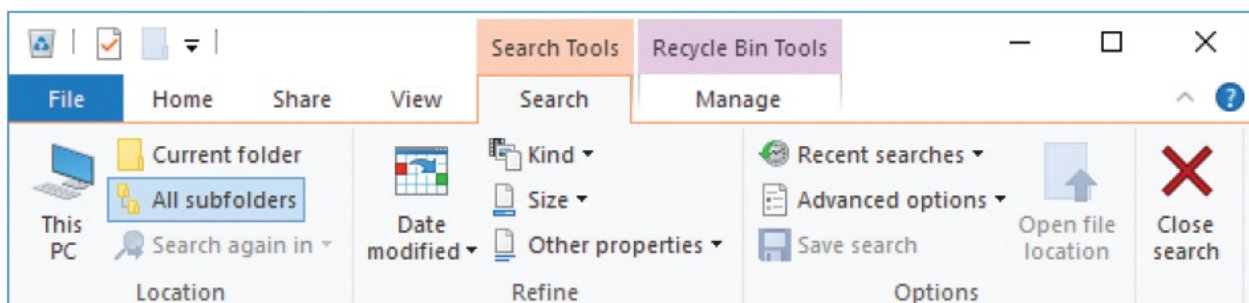 Search Tools Recycle Bin Tools
File Home Share View Search Manage
This PC
Current folder
All subfolders
Search again in
Location
Date modified
Kind
Size
Other properties
Refine
Recent searches
Advanced options
Save search
Open file location
Options
Close search